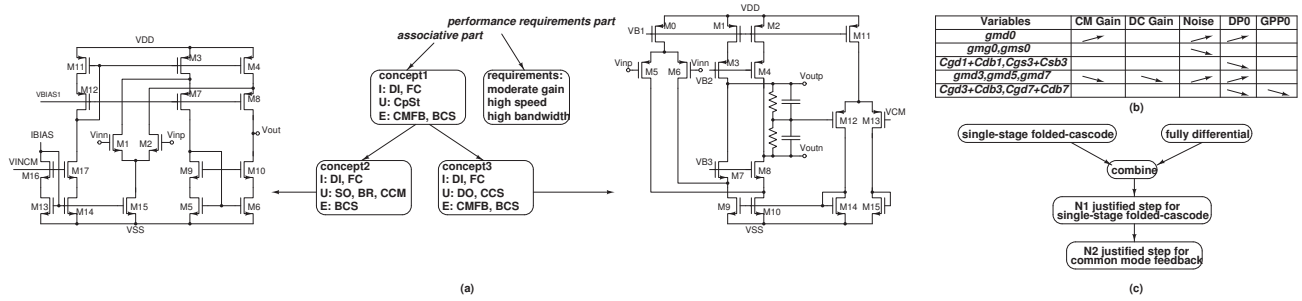 VDD
M11
M3
M4
VBIAS1
M12
M7
M8
IBIAS
Vinn
M1
M2
Vinp
Vout
VINCM
M16
M17
M9
M10
M13
M14
M15
M5
M6
VSS
performance requirements part
associative part
concept1
I: DI, FC
U: CpSt
E: CMFB, BCS
requirements:
moderate gain
high speed
high bandwidth
concept2
I: DI, FC
U: SO, BR, CCM
E: BCS
concept3
I: DI, FC
U: DO, CCS
E: CMFB, BCS
(a)
VDD
VB1
M0
M1
M2
M11
Vinp
M5
M6
Vinn
M3
M4
VB2
Voutp
M12
M13
VCM
Voutn
VB3
M7
M8
M9
M10
M14
M15
VSS
Variables CM Gain DC Gain Noise DP0 GPP0
gmd0
gmg0,gms0
Cgd1+Cdb1,Cgs3+Csb3
gmd3,gmd5,gmd7
Cgd3+Cdb3,Cgd7+Cdb7
(b)
single-stage folded-cascode
fully differential
combine
N1 justified step for
single-stage folded-cascode
N2 justified step for
common mode feedback
(c)